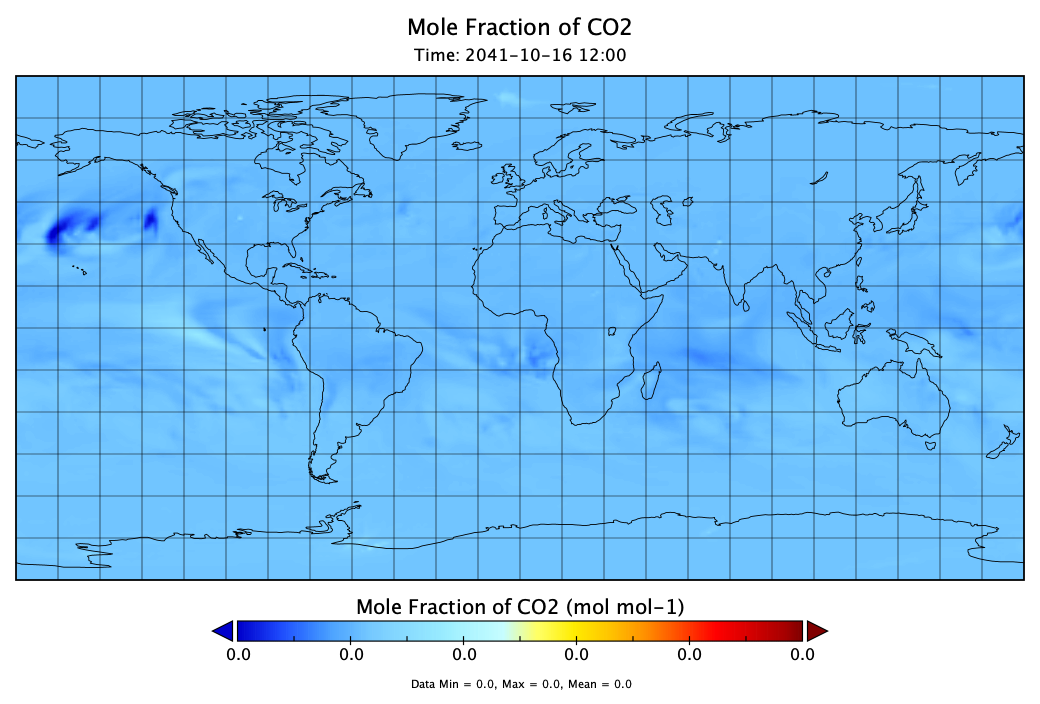 Mole Fraction of CO2
Time: 2041-10-16 12:00
Mole Fraction of CO2 (mol mol-1)
0.0 0.0 0.0 0.0 0.0 0.0
Data Min = 0.0, Max = 0.0, Mean = 0.0